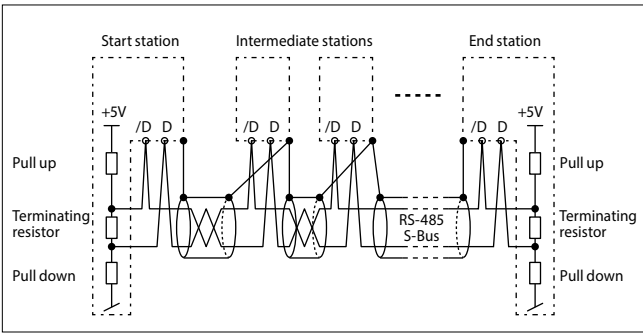 Start station
Intermediate stations
End station
+5V
/D D
/D D
/D D
/D D
+5V
Pull up
Pull up
Terminating
resistor
RS-485
S-Bus
Terminating
resistor
Pull down
Pull down